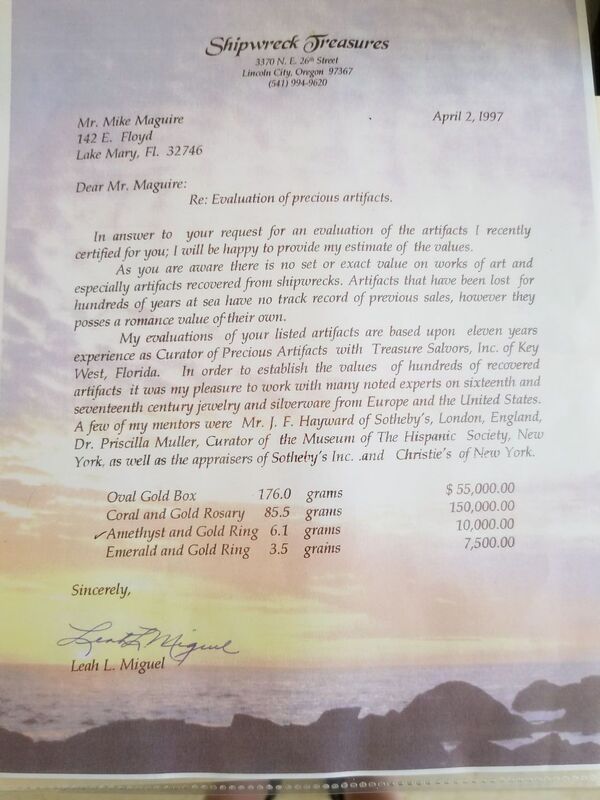 Shipwreck Treasures
3370 N. E. 26th Street
Lincoln City, Oregon 97367
(541) 994-9620
Mr. Mike Maguire April 2, 1997
142 E. Floyd
Lake Mary, Fl. 32746
Dear Mr. Maguire:
Re: Evaluation of precious artifacts.
In answer to your request for an evaluation of the artifacts I recently
certified for you; I will be happy to provide my estimate of the values.
As you are aware there is no set or exact value on works of art and
especially artifacts recovered from shipwrecks. Artifacts that have been lost for
hundreds of years at sea have no track record of previous sales, however they
posses a romance value of their own.
My evaluations of your listed artifacts are based upon eleven years
experience as Curator of Precious Artifacts with Treasure Salvors, Inc. of Key
West, Florida. In order to establish the values of hundreds of recovered
artifacts it was my pleasure to work with many noted experts on sixteenth and
seventeenth century jewelry and silverware from Europe and the United States.
A few of my mentors were Mr. J. F. Hayward of Sotheby's, London, England,
Dr. Priscilla Muller, Curator of the Museum of The Hispanic Society, New
York, as well as the appraisers of Sotheby's Inc. .and Christie's of New York.
Oval Gold Box 176.0 grams $ 55,000.00
Coral and Gold Rosary 85.5 grams 150,000.00
✓Amethyst and Gold Ring 6.1 grams 10,000.00
Emerald and Gold Ring 3.5 grams 7,500.00
Sincerely,
Leah L Miguel
Leah L. Miguel